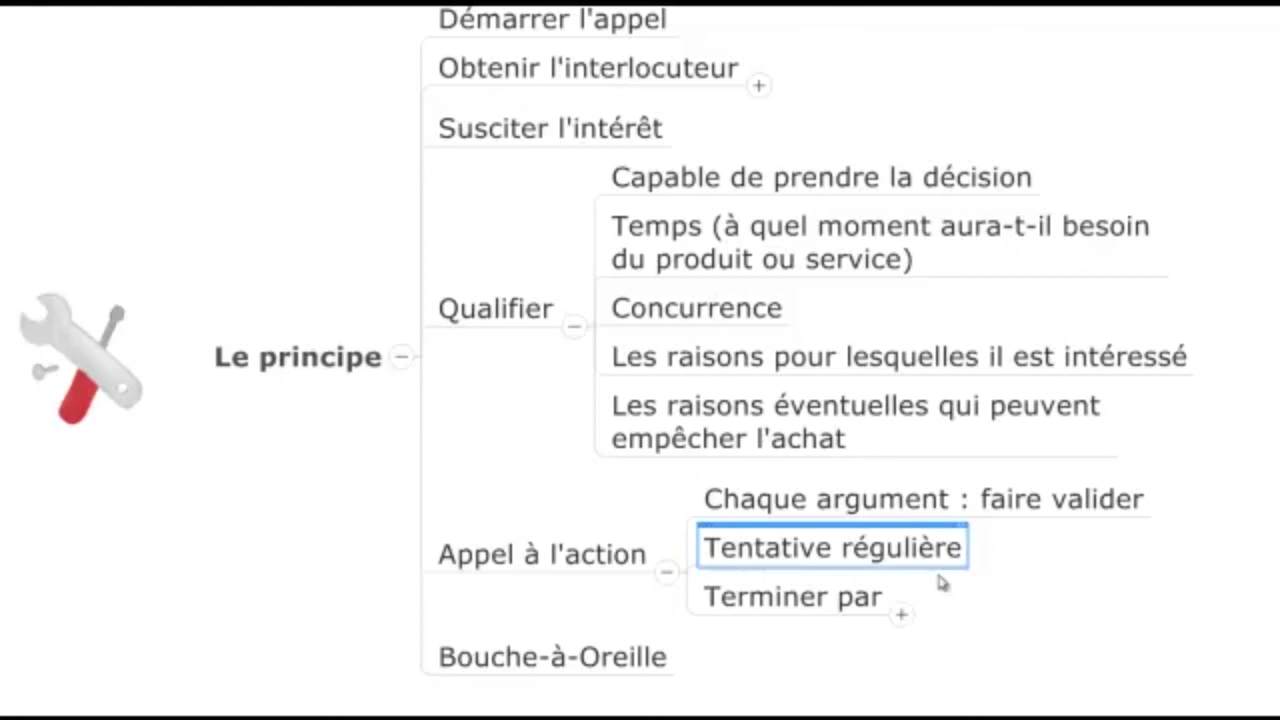 Démarrer l'appel
Obtenir l'interlocuteur
Susciter l'intérêt
Capable de prendre la décision
Temps (à quel moment aura-t-il besoin
du produit ou service)
Qualifier
Concurrence
Le principe
Les raisons pour lesquelles il est intéressé
Les raisons éventuelles qui peuvent
empêcher l'achat
Chaque argument : faire valider
Appel à l'action
Tentative régulière
Terminer par
Bouche-à-Oreille